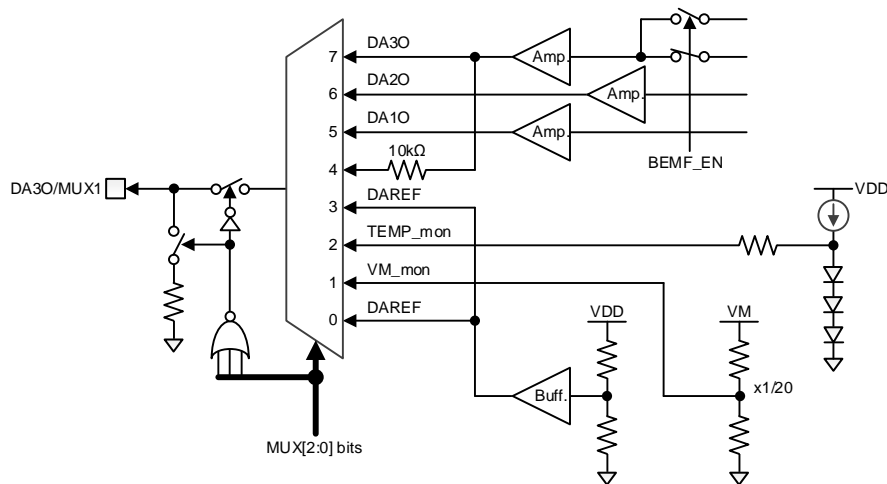 DA3O
7
Amp.
DA2O
6
Amp.
DA1O
5
Amp.
10kΩ
4
BEMF_EN
DA3O/MUX1
DAREF
3
VDD
TEMP_mon
2
VM_mon
1
DAREF
0
VDD
VM
Buff.
x1/20
MUX[2:0] bits